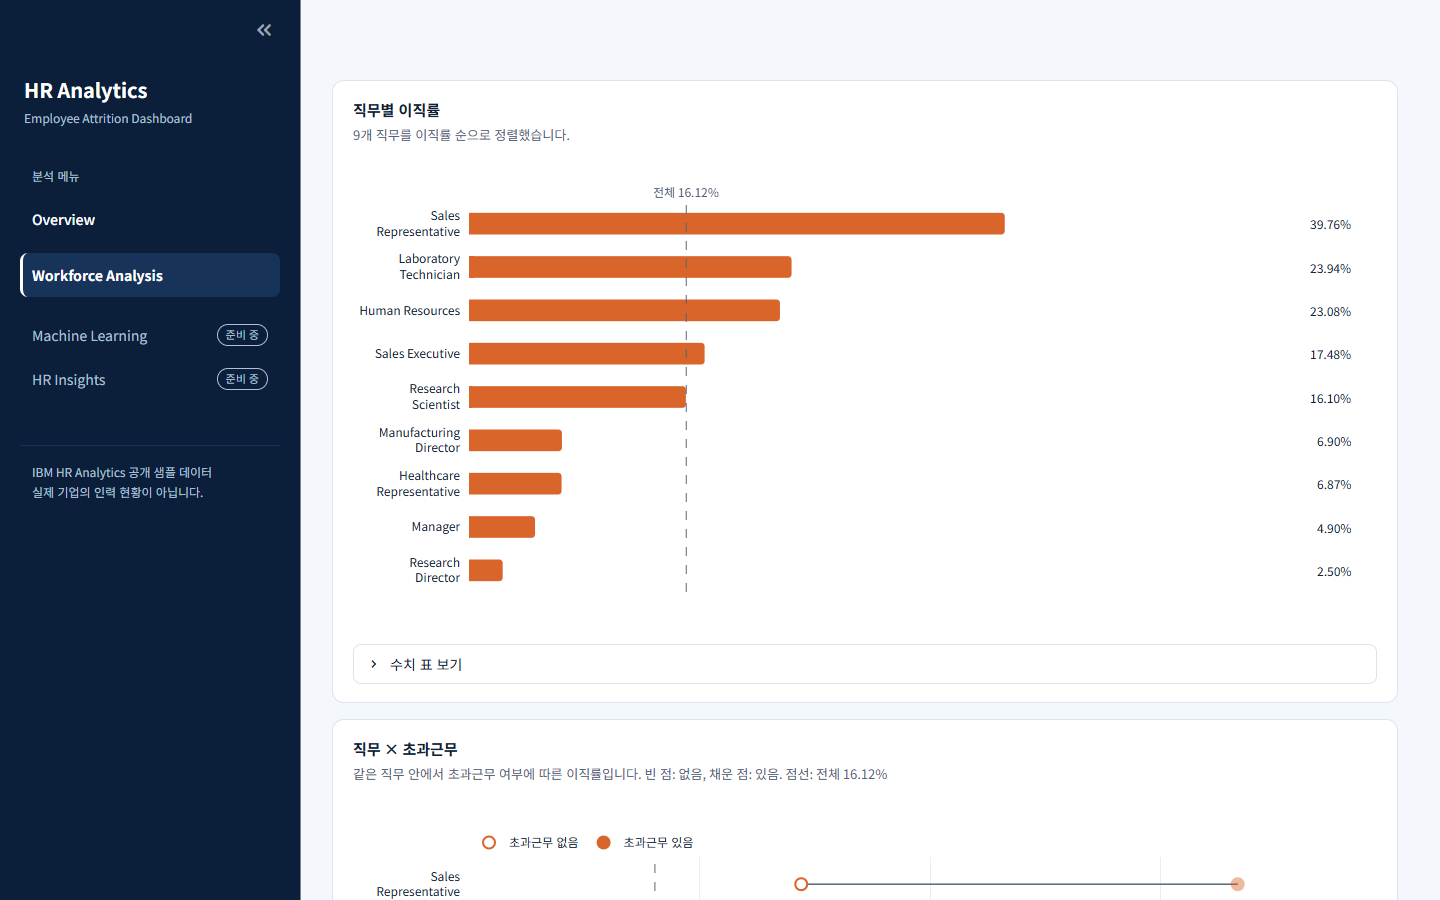 HR Analytics
Employee Attrition Dashboard
분석 메뉴
Overview
Workforce Analysis
Machine Learning
준비 중
HR Insights
준비 중
IBM HR Analytics 공개 샘플 데이터
실제 기업의 인력 현황이 아닙니다.
직무별 이직률
9개 직무를 이직률 순으로 정렬했습니다.
전체 16.12%
Sales
Representative
39.76%
Laboratory
Technician
23.94%
Human Resources
23.08%
Sales Executive
17.48%
Research
Scientist
16.10%
Manufacturing
Director
6.90%
Healthcare
Representative
6.87%
Manager
4.90%
Research
Director
2.50%
수치 표 보기
직무 × 초과근무
같은 직무 안에서 초과근무 여부에 따른 이직률입니다. 빈 점: 없음, 채운 점: 있음. 점선: 전체 16.12%
초과근무 없음
초과근무 있음
Sales
Representative